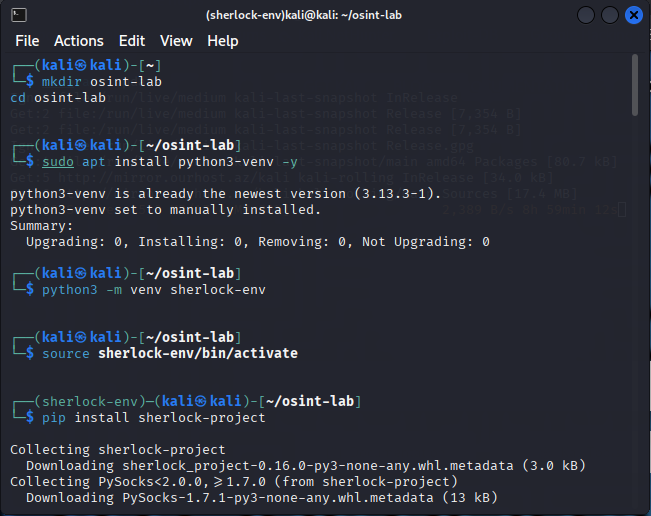 (sherlock-env)kali@kali: ~/osint-lab
File Actions Edit View Help
┌──(kali㉿kali)-[~]
└─$ mkdir osint-lab
cd osint-lab
┌──(kali㉿kali)-[~/osint-lab]
└─$ sudo apt install python3-venv -y
python3-venv is already the newest version (3.13.3-1).
python3-venv set to manually installed.
Summary:
Upgrading: 0, Installing: 0, Removing: 0, Not Upgrading: 0
┌──(kali㉿kali)-[~/osint-lab]
└─$ python3 -m venv sherlock-env
┌──(kali㉿kali)-[~/osint-lab]
└─$ source sherlock-env/bin/activate
┌──(sherlock-env)─(kali㉿kali)-[~/osint-lab]
└─$ pip install sherlock-project
Collecting sherlock-project
Downloading sherlock_project-0.16.0-py3-none-any.whl.metadata (3.0 kB)
Collecting PySocks<2.0.0,>=1.7.0 (from sherlock-project)
Downloading PySocks-1.7.1-py3-none-any.whl.metadata (13 kB)